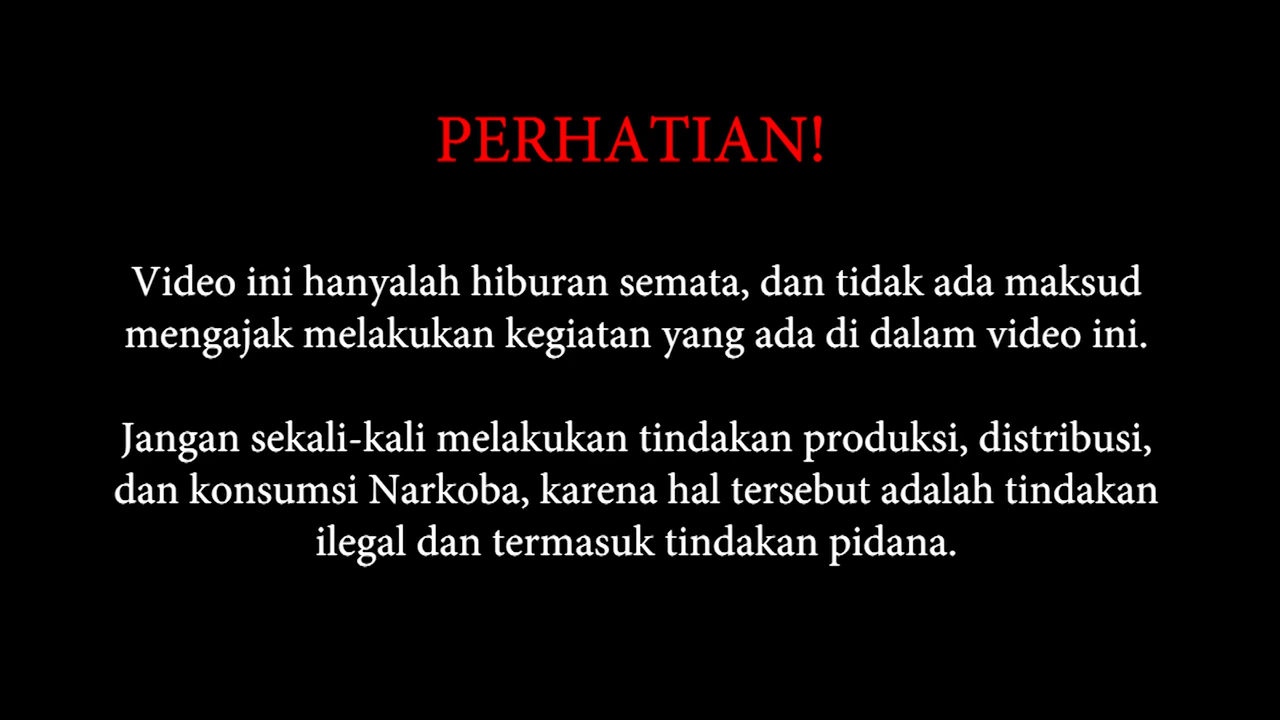 PERHATIAN!
Video ini hanyalah hiburan semata, dan tidak ada maksud
mengajak melakukan kegiatan yang ada di dalam video ini.
Jangan sekali-kali melakukan tindakan produksi, distribusi,
dan konsumsi Narkoba, karena hal tersebut adalah tindakan
ilegal dan termasuk tindakan pidana.